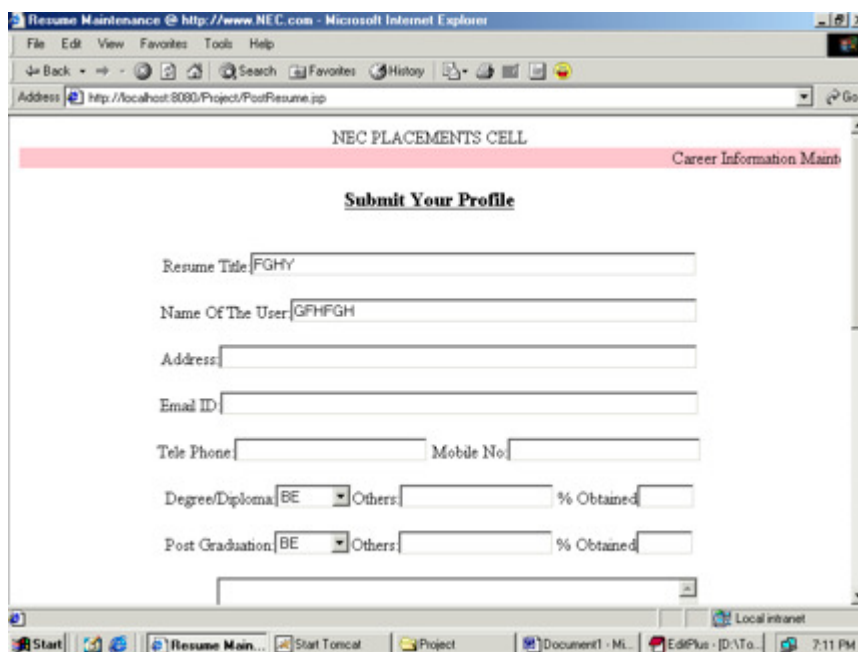 Resume Maintenance @ http://www.NEC.com - Microsoft Internet Explorer
File Edit View Favorites Tools Help
Back Search Favorites History
Address http://localhost:8080/Project/PostResume.jsp Go
NEC PLACEMENTS CELL
Career Information Maint
Submit Your Profile
Resume Title: FGHY
Name Of The User: GFHFGH
Address:
Email ID:
Tele Phone: Mobile No:
Degree/Diploma: BE Others: % Obtained
Post Graduation: BE Others: % Obtained
Local intranet
Start Resume Main... Start Tomcat Project Document1 - Mi... EditPlus - [D:\To... 7:11 PM